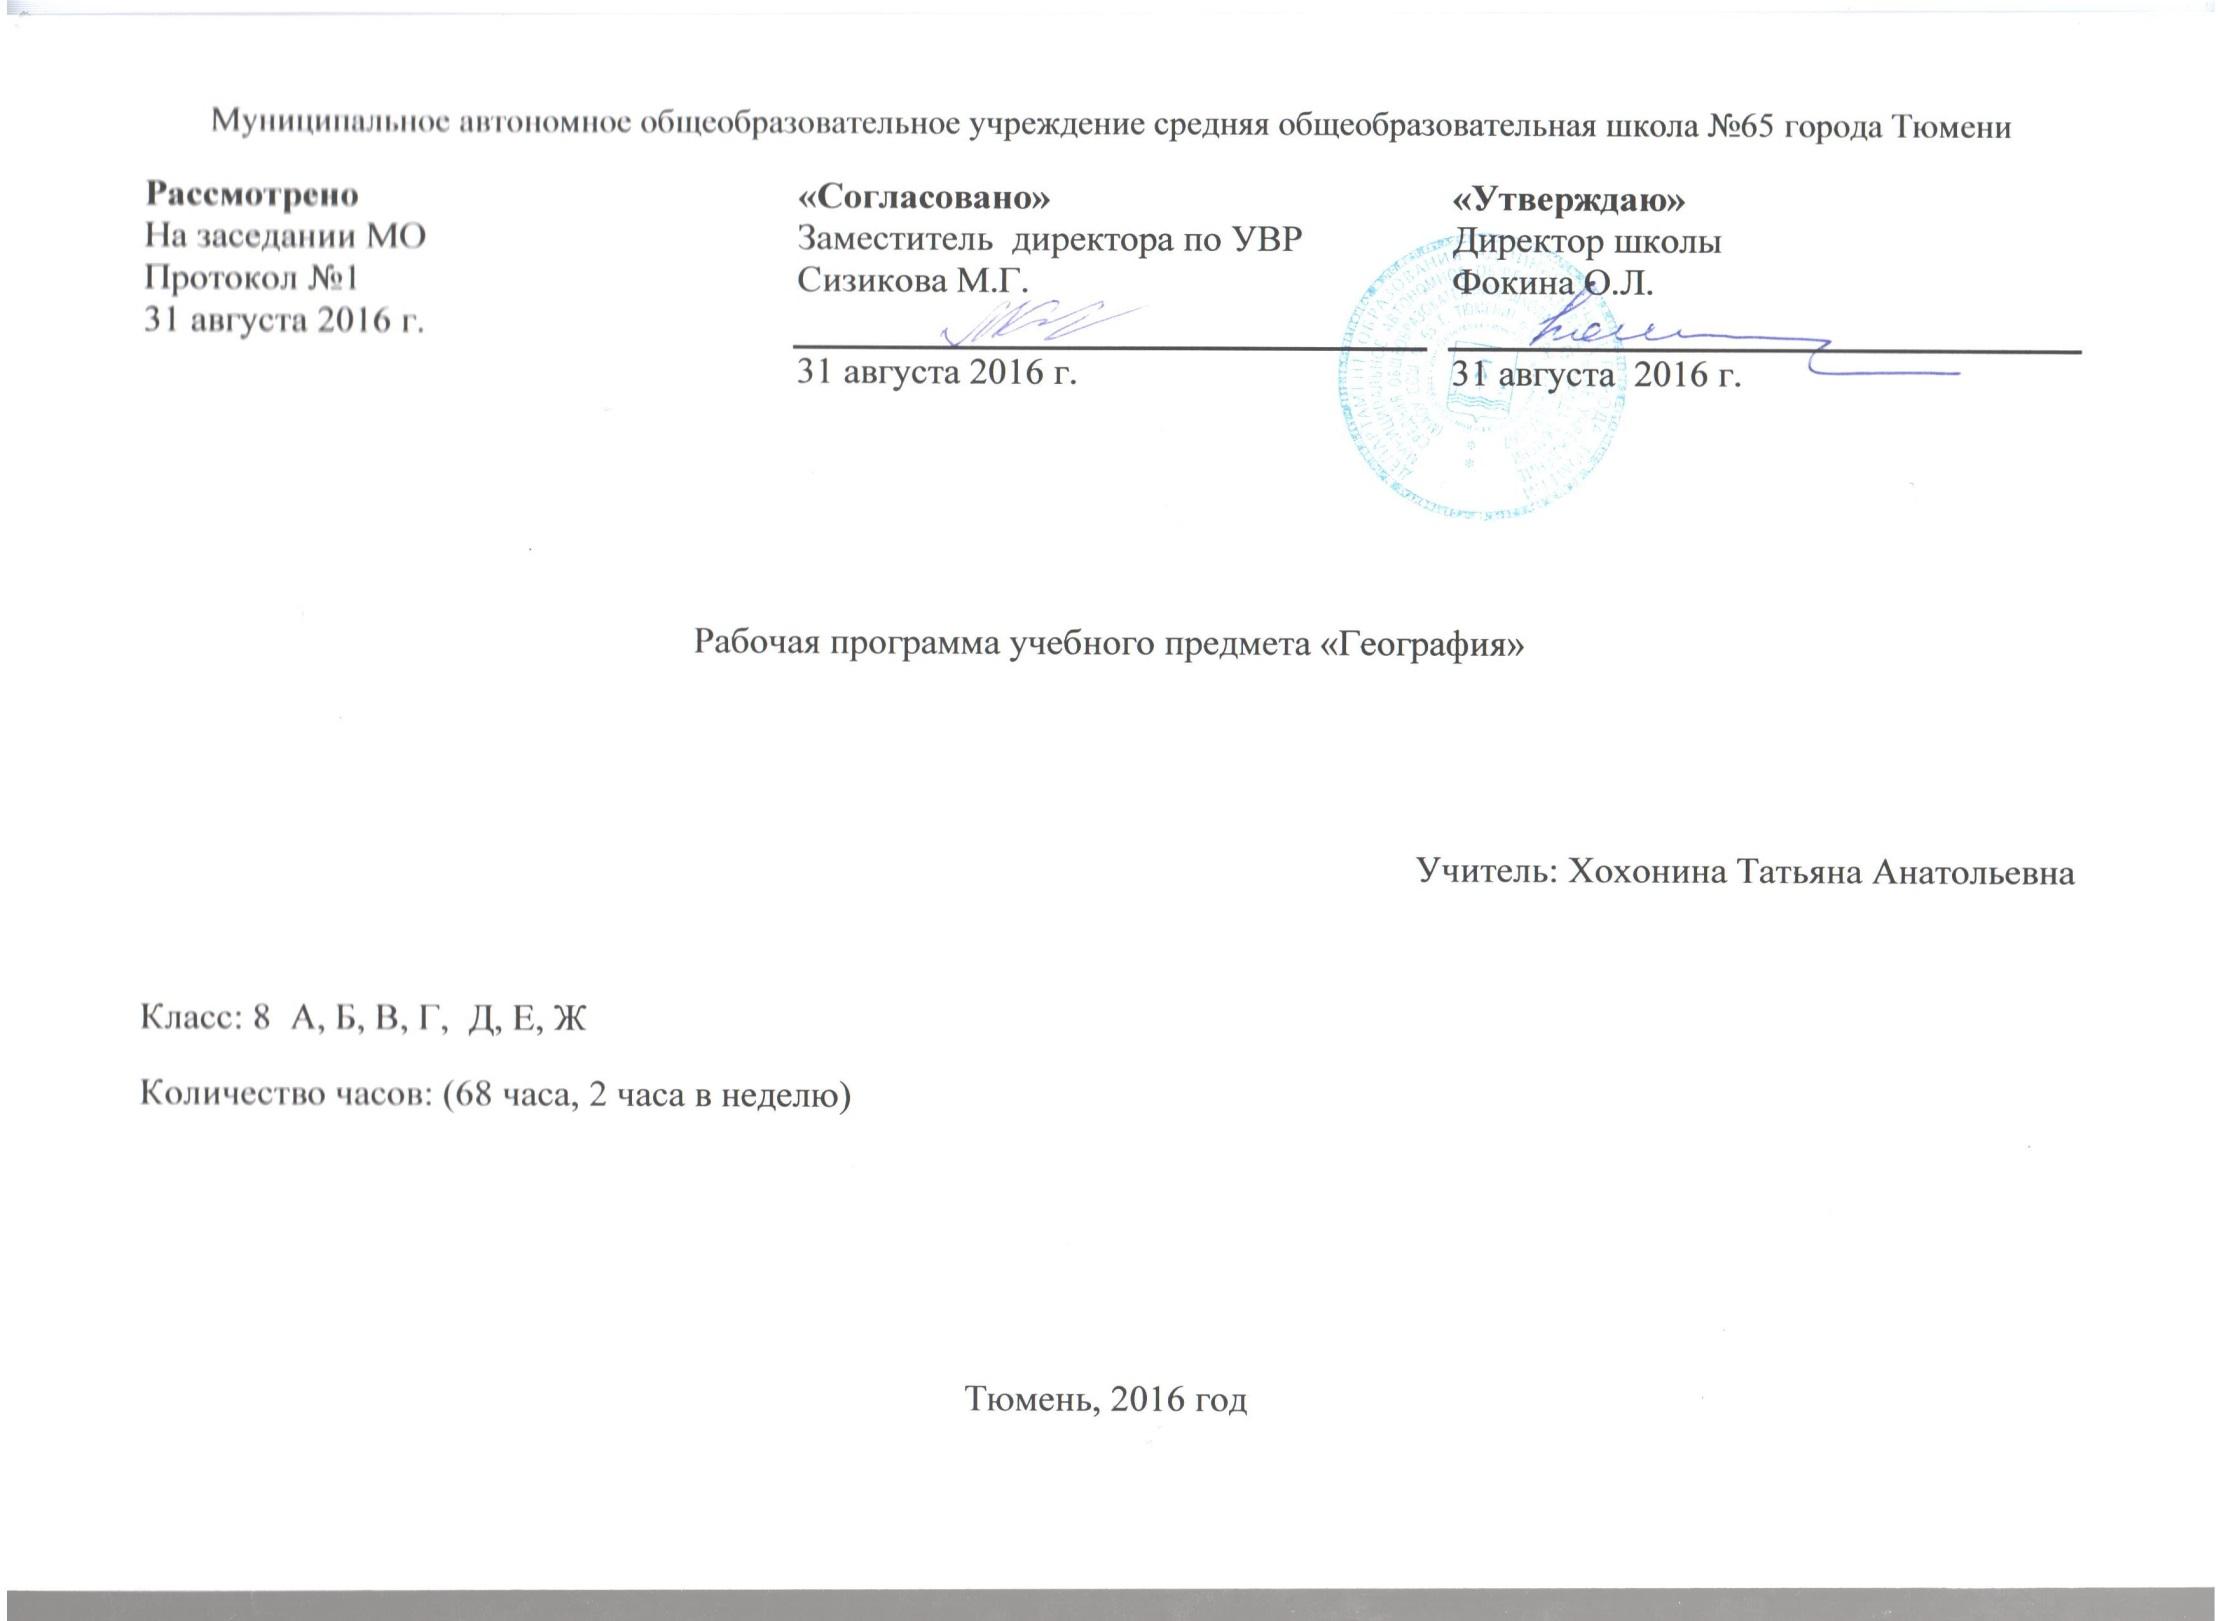 Муниципальное автономное общеобразовательное учреждение средняя общеобразовательная школа №65 города Тюмени
Рассмотрено
На заседании МО
Протокол №1
31 августа 2016 г.
«Согласовано»
Заместитель  директора по УВР
Сизикова М.Г.
31 августа 2016 г.
«Утверждаю»
Директор школы
Фокина О.Л.
31 августа  2016 г.
Рабочая программа учебного предмета «География»
Учитель: Хохонина Татьяна Анатольевна
Класс: 8  А, Б, В, Г,  Д, Е, Ж
Количество часов: (68 часа, 2 часа в неделю)
Тюмень, 2016 год